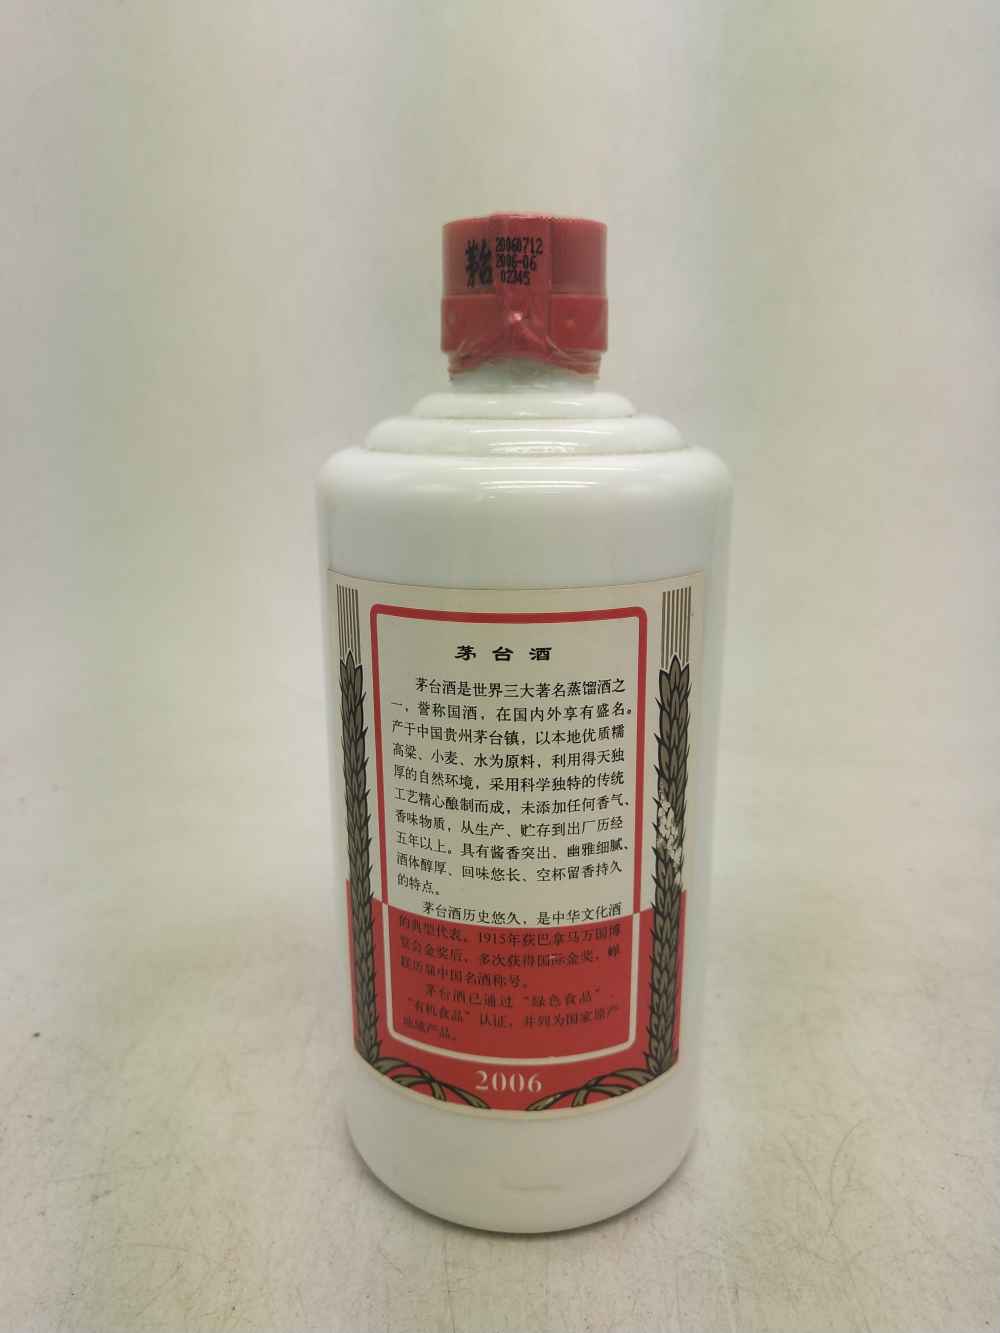 茅台
20060712
2006-06
02345
茅台酒
茅台酒是世界三大著名蒸馏酒之
一，誉称国酒，在国内外享有盛名。
产于中国贵州茅台镇，以本地优质糯
高粱、小麦、水为原料，利用得天独
厚的自然环境，采用科学独特的传统
工艺精心酿制而成，未添加任何香气、
香味物质，从生产、贮存到出厂历经
五年以上。具有酱香突出、幽雅细腻、
酒体醇厚、回味悠长、空杯留香持久
的特点。
茅台酒历史悠久，是中华文化酒
的典型代表。1915年获巴拿马万国博
览会金奖后，多次获得国际金奖，蝉
联历届中国名酒称号。
茅台酒已通过“绿色食品”、
“有机食品”认证，并列为国家原产
地域产品。
2006